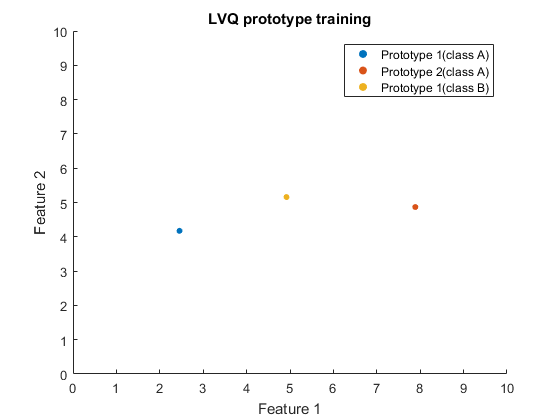 LVQ prototype training
Prototype 1(class A)
Prototype 2(class A)
Prototype 1(class B)
Feature 2
10
9
8
7
6
5
4
3
2
1
0
0 1 2 3 4 5 6 7 8 9 10
Feature 1